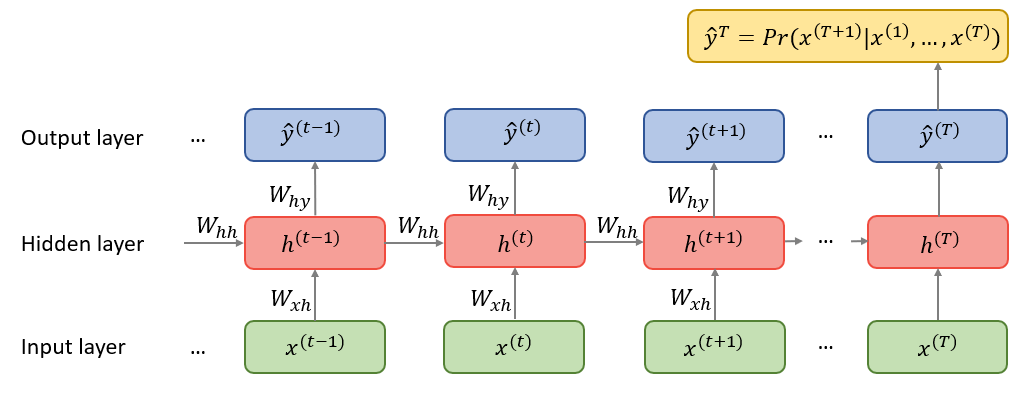 ŷ^T = Pr(x^(T+1)|x^(1), …, x^(T))
Output layer … ŷ^(t−1) ŷ^(t) ŷ^(t+1) … ŷ^(T)
W_hy W_hy W_hy
W_hh W_hh W_hh
Hidden layer h^(t−1) h^(t) h^(t+1) … h^(T)
W_xh W_xh W_xh
Input layer … x^(t−1) x^(t) x^(t+1) … x^(T)